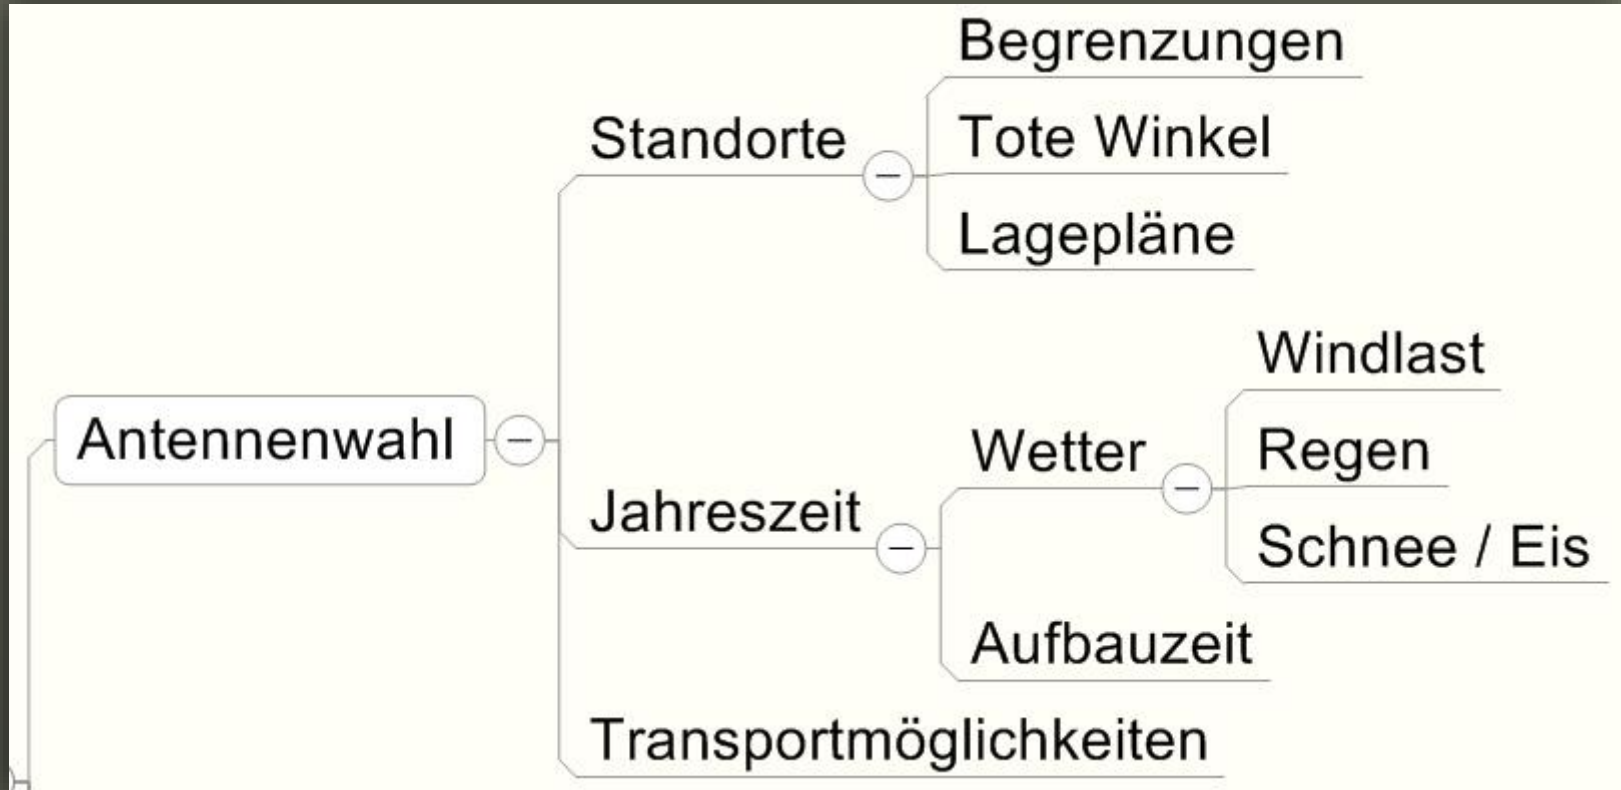 Antennenwahl
Standorte
Begrenzungen
Tote Winkel
Lagepläne
Jahreszeit
Wetter
Windlast
Regen
Schnee / Eis
Aufbauzeit
Transportmöglichkeiten